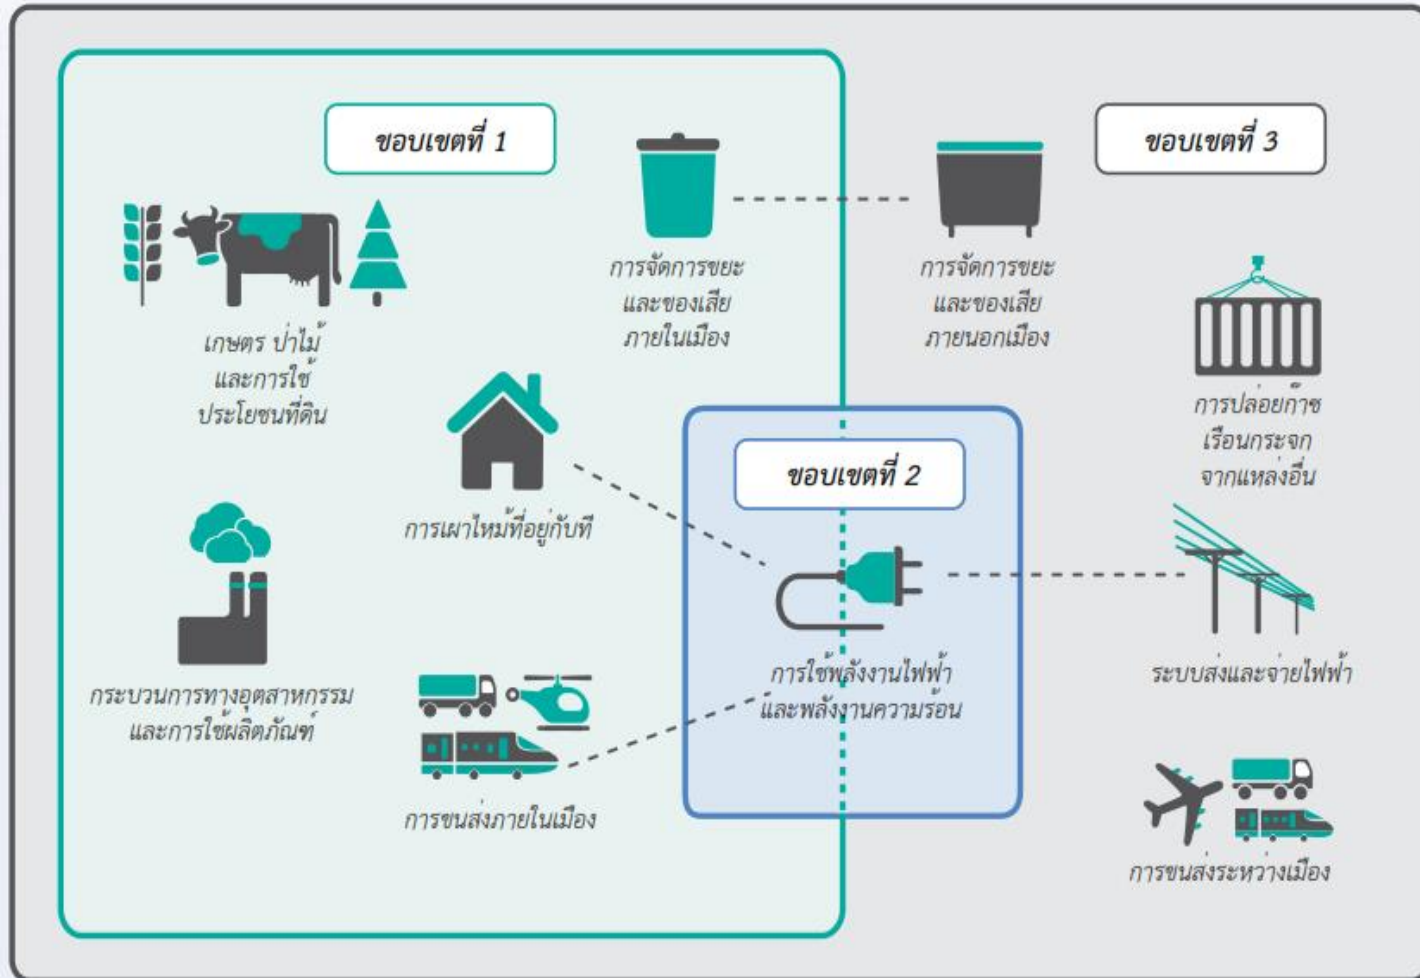 ขอบเขตที่ 1
ขอบเขตที่ 3
การจัดการขยะ
และของเสีย
ภายในเมือง
การจัดการขยะ
และของเสีย
ภายนอกเมือง
เกษตร ป่าไม้
และการใช้
ประโยชน์ที่ดิน
การปล่อยก๊าซ
เรือนกระจก
จากแหล่งอื่น
ขอบเขตที่ 2
การเผาไหม้ที่อยู่กับที่
กระบวนการทางอุตสาหกรรม
และการใช้ผลิตภัณฑ์
การใช้พลังงานไฟฟ้า
และพลังงานความร้อน
ระบบส่งและจ่ายไฟฟ้า
การขนส่งภายในเมือง
การขนส่งระหว่างเมือง